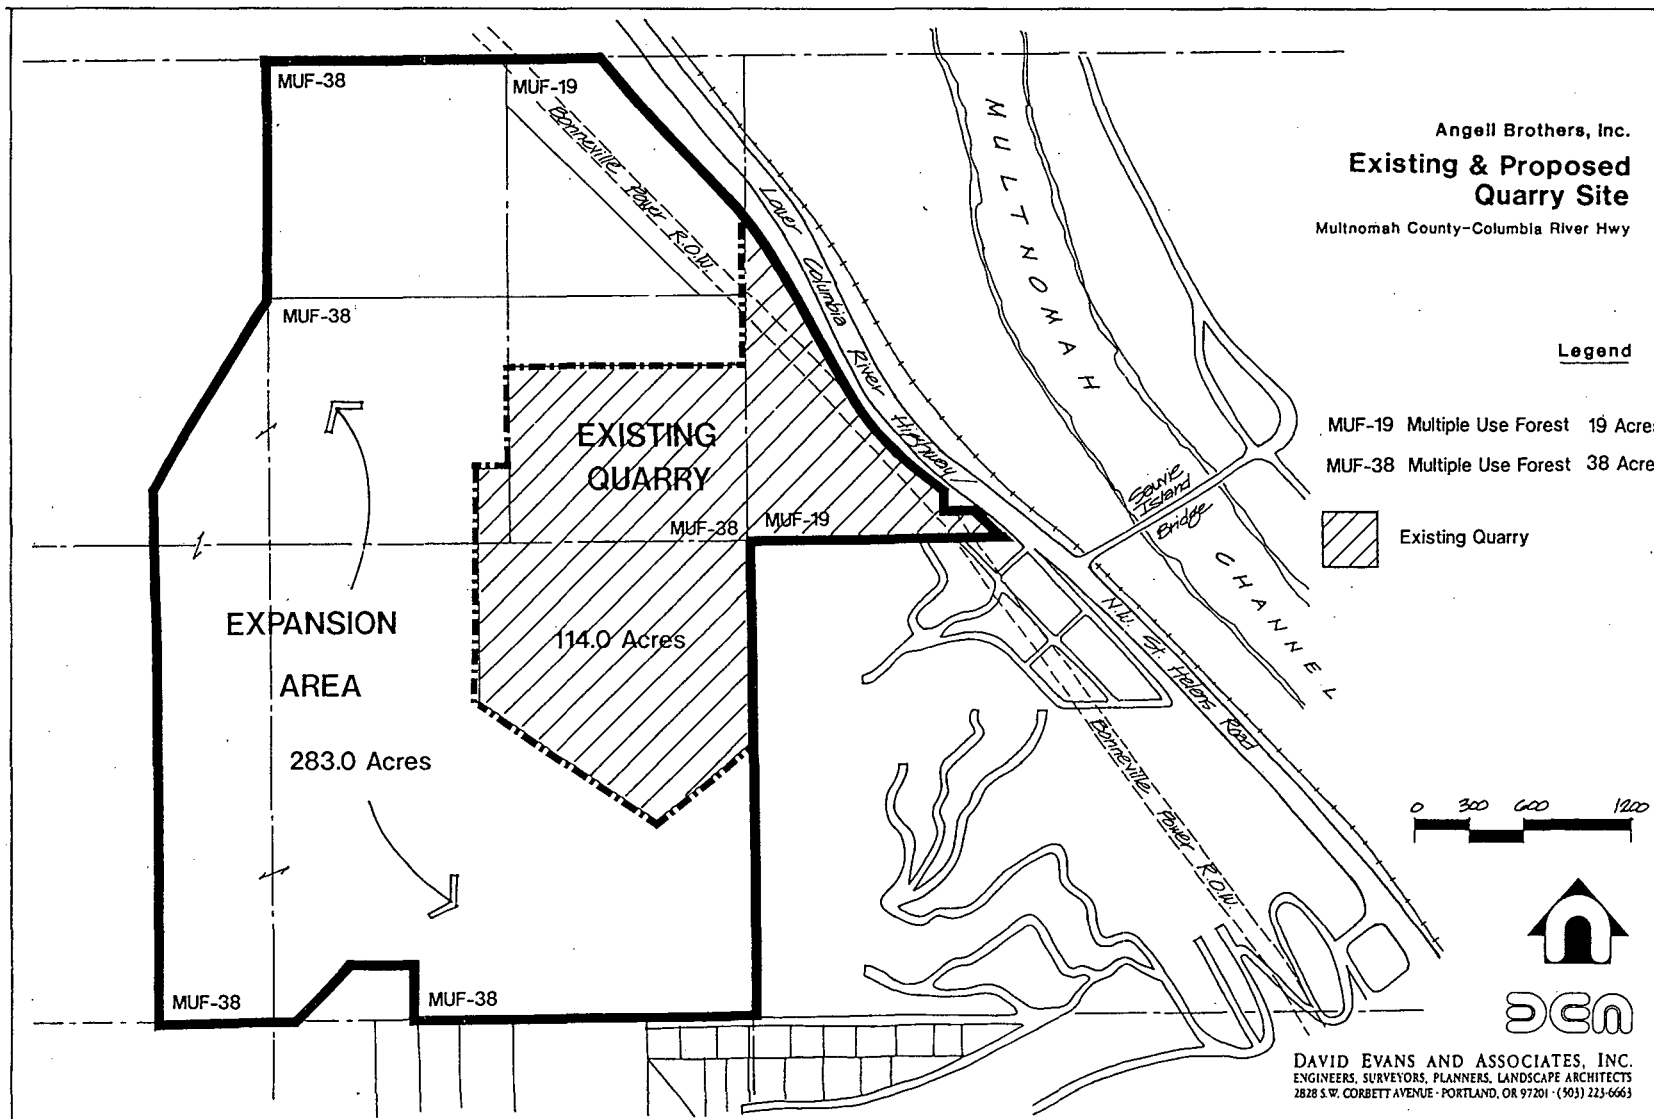 Angell Brothers, Inc.
Existing & Proposed
Quarry Site
Multnomah County-Columbia River Hwy
Legend
MUF-19 Multiple Use Forest 19 Acres
MUF-38 Multiple Use Forest 38 Acres
Existing Quarry
MUF-38
MUF-19
Bonneville Power R.O.W.
Lower Columbia River Highway
MULTNOMAH
CHANNEL
MUF-38
EXISTING
QUARRY
MUF-38
MUF-19
Sauvie
Island
Bridge
EXPANSION
AREA
114.0 Acres
283.0 Acres
N.W. St. Helens Road
Bonneville Power R.O.W.
0 300 600 1200
MUF-38
MUF-38
DEA
DAVID EVANS AND ASSOCIATES, INC.
ENGINEERS, SURVEYORS, PLANNERS, LANDSCAPE ARCHITECTS
2828 S.W. CORBETT AVENUE · PORTLAND, OR 97201 · (503) 223-6663